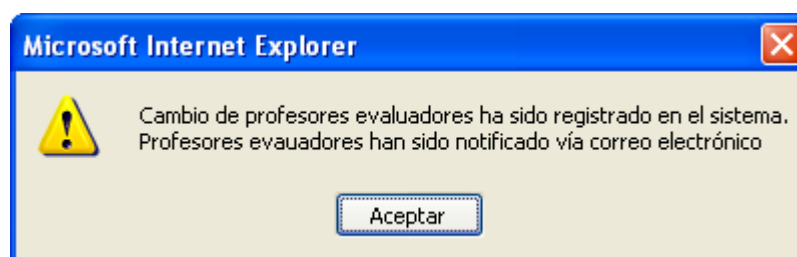 Microsoft Internet Explorer
Cambio de profesores evaluadores ha sido registrado en el sistema.
Profesores evauadores han sido notificado vía correo electrónico
Aceptar